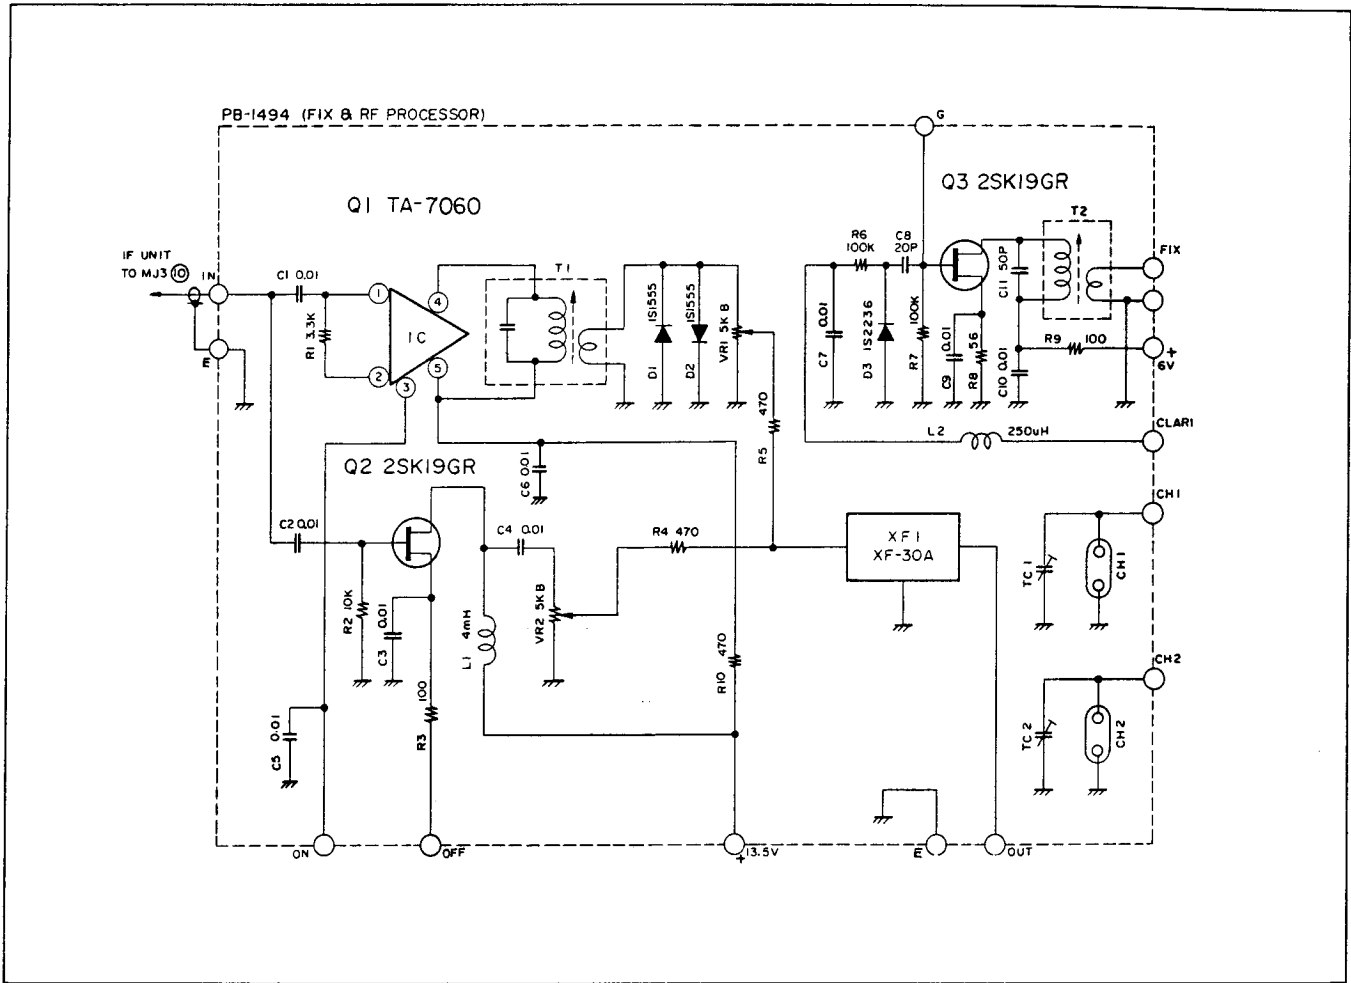 PB-1494 (FIX & RF PROCESSOR)
G
Q3 2SK19GR
Q1 TA-7060
T2
R6
100K
C8
20P
IF UNIT
TO MJ3 10
IN
C1 0.01
1
4
T1
FIX
C11 50P
R1 3.3K
IC
1S1555
1S1555
VR1 5K B
C7 0.01
D3 1S2236
R7 100K
C9 0.01
R8 56
R9 100
C10 0.01
+
6V
E
2
3
5
D1
D2
470
R5
L2 250uH
CLARI
Q2 2SK19GR
C6 0.01
CH1
C2 0.01
C4 0.01
R4 470
XF1
XF-30A
TC 1
CH1
R2 10K
C3 0.01
L1 4mH
VR2 5K B
R10 470
CH2
100
R3
TC 2
CH2
C5 0.01
ON
OFF
+13.5V
E
OUT